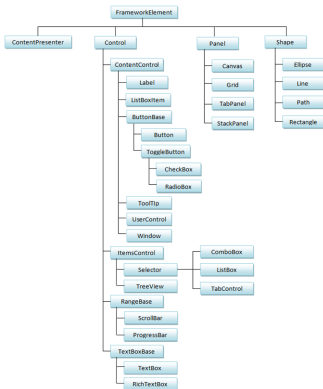 FrameworkElement
ContentPresenter
Control
Panel
Shape
ContentControl
Label
ListBoxItem
ButtonBase
Button
ToggleButton
CheckBox
RadioBox
ToolTip
UserControl
Window
ItemsControl
Selector
TreeView
ComboBox
ListBox
TabControl
RangeBase
ScrollBar
ProgressBar
TextBoxBase
TextBox
RichTextBox
Canvas
Grid
TabPanel
StackPanel
Ellipse
Line
Path
Rectangle